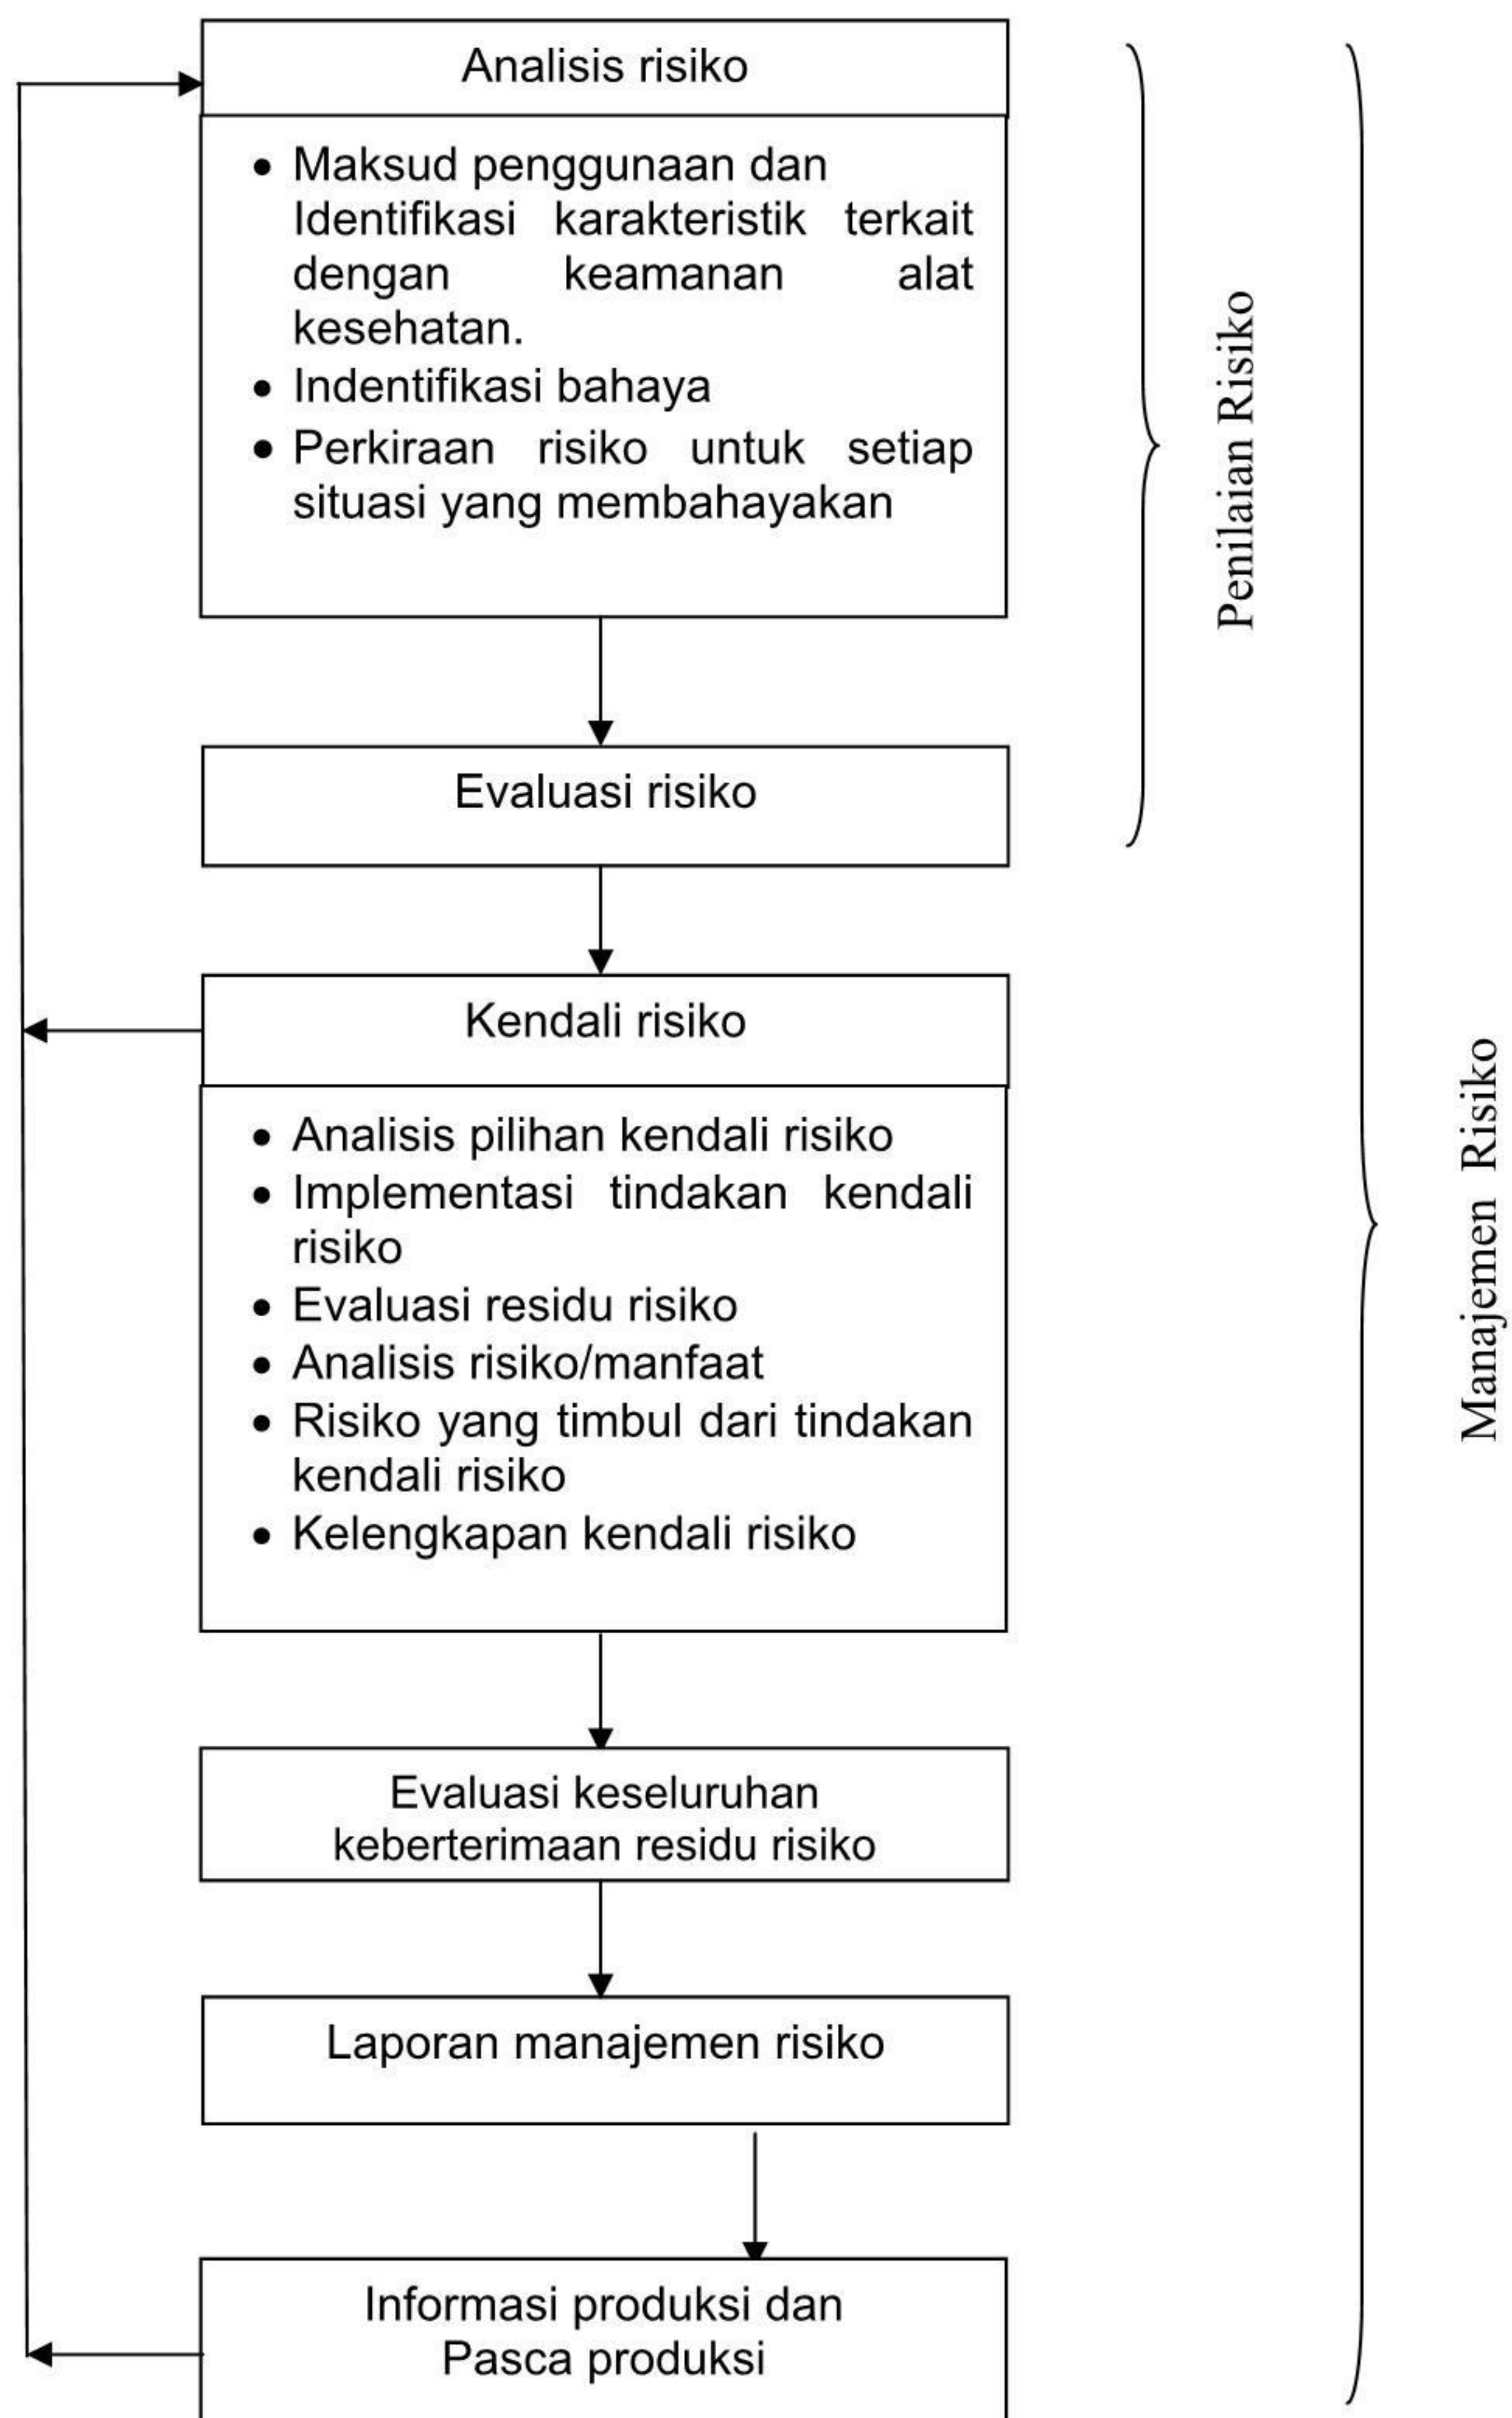 Analisis risiko
• Maksud penggunaan dan
Identifikasi karakteristik terkait
dengan keamanan alat
kesehatan.
• Indentifikasi bahaya
• Perkiraan risiko untuk setiap
situasi yang membahayakan
Penilaian Risiko
Evaluasi risiko
Kendali risiko
• Analisis pilihan kendali risiko
• Implementasi tindakan kendali
risiko
• Evaluasi residu risiko
• Analisis risiko/manfaat
• Risiko yang timbul dari tindakan
kendali risiko
• Kelengkapan kendali risiko
Manajemen Risiko
Evaluasi keseluruhan
keberterimaan residu risiko
Laporan manajemen risiko
Informasi produksi dan
Pasca produksi